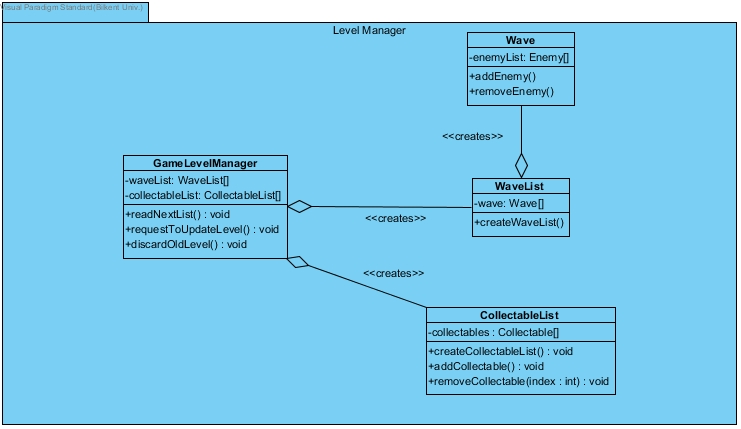 Visual Paradigm Standard(Bilkent Univ.)
Level Manager
Wave
-enemyList: Enemy[]
+addEnemy()
+removeEnemy()
<<creates>>
GameLevelManager
-waveList: WaveList[]
-collectableList: CollectableList[]
+readNextList() : void
+requestToUpdateLevel() : void
+discardOldLevel() : void
WaveList
-wave: Wave[]
+createWaveList()
<<creates>>
<<creates>>
CollectableList
-collectables : Collectable[]
+createCollectableList() : void
+addCollectable() : void
+removeCollectable(index : int) : void